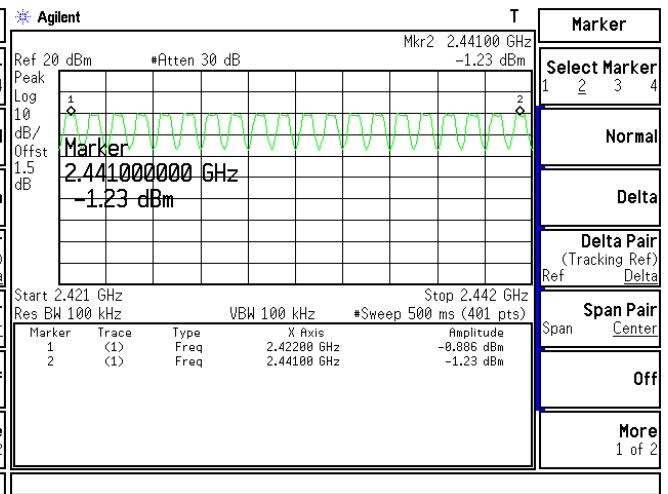 Agilent
T
Marker
Mkr2 2.44100 GHz
Ref 20 dBm #Atten 30 dB -1.23 dBm
Peak
Log
10
dB/
Offst
1.5
dB
1
2
Marker
2.441000000 GHz
-1.23 dBm
Start 2.421 GHz Stop 2.442 GHz
Res BW 100 kHz VBW 100 kHz #Sweep 500 ms (401 pts)
Marker Trace Type X Axis Amplitude
1 (1) Freq 2.42200 GHz -0.886 dBm
2 (1) Freq 2.44100 GHz -1.23 dBm
Select Marker
1 2 3 4
Normal
Delta
Delta Pair
(Tracking Ref)
Ref Delta
Span Pair
Span Center
Off
More
1 of 2